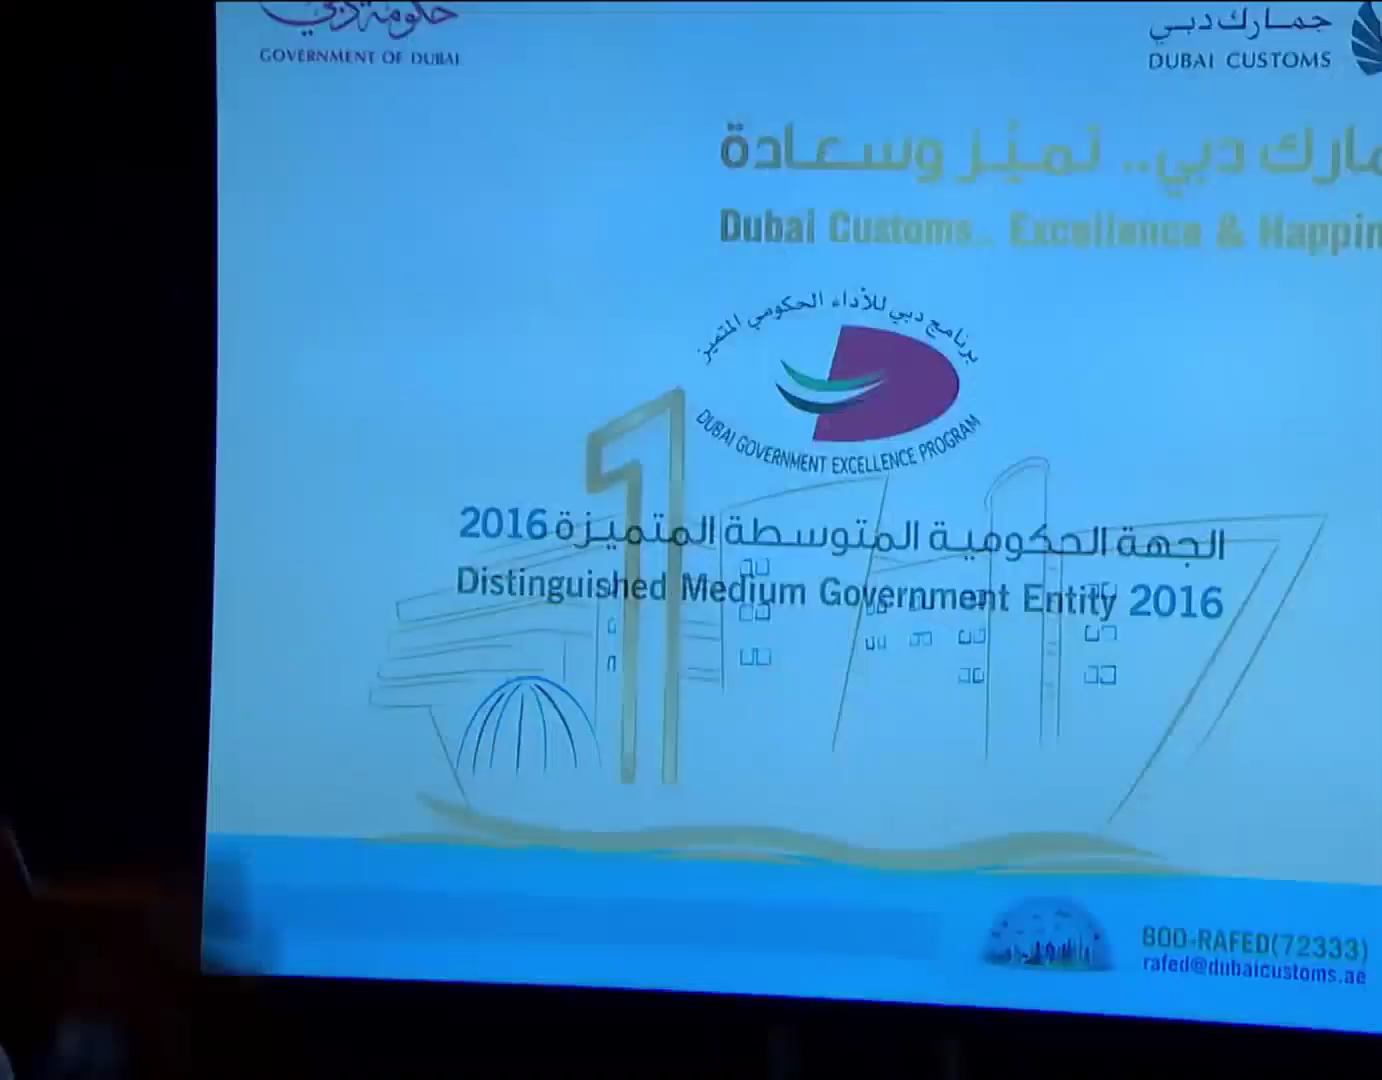 حكومة دبي
GOVERNMENT OF DUBAI
جمارك دبي
DUBAI CUSTOMS
دبي.. تميّز وسعادة
Dubai Customs.. Excellence &
برنامج دبي للأداء الحكومي المتميز
DUBAI GOVERNMENT EXCELLENCE PROGRAM
الجهة الحكومية المتوسطة المتميزة 2016
Distinguished Medium Government Entity 2016
800-RAFED(72333)
rafed@dubaicustoms.ae